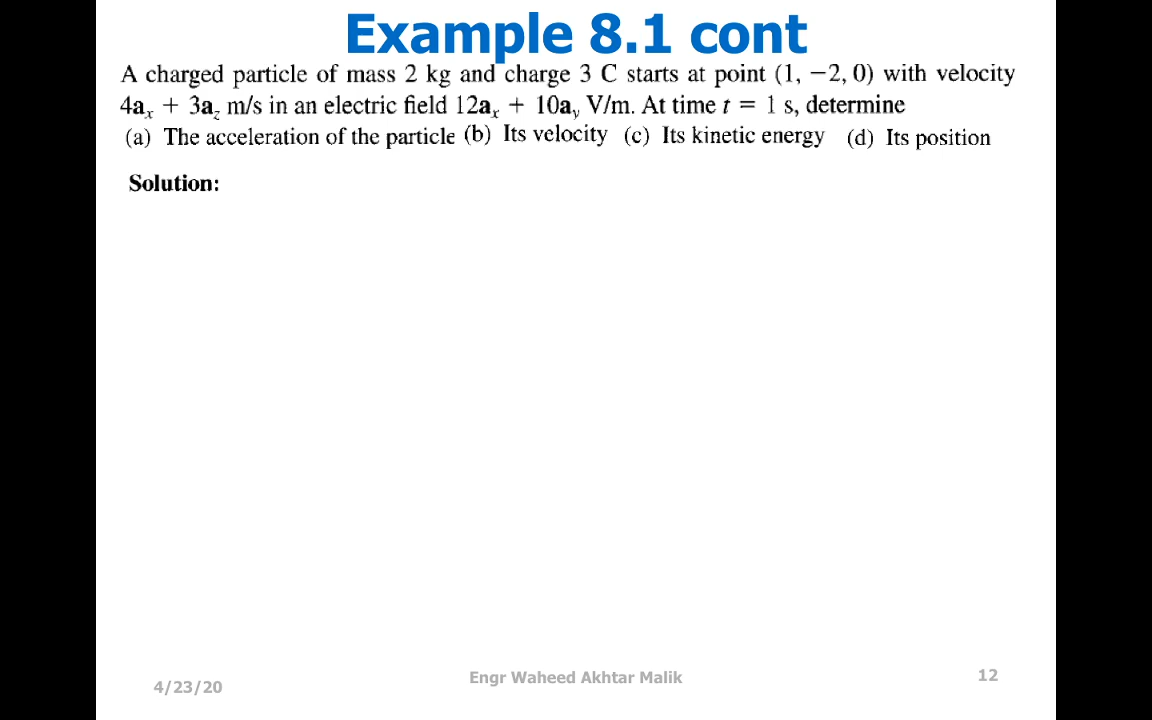 Example 8.1 cont
A charged particle of mass 2 kg and charge 3 C starts at point (1, −2, 0) with velocity
4aₓ + 3a_z m/s in an electric field 12aₓ + 10a_y V/m. At time t = 1 s, determine
(a) The acceleration of the particle (b) Its velocity (c) Its kinetic energy (d) Its position
Solution:
4/23/20
Engr Waheed Akhtar Malik
12